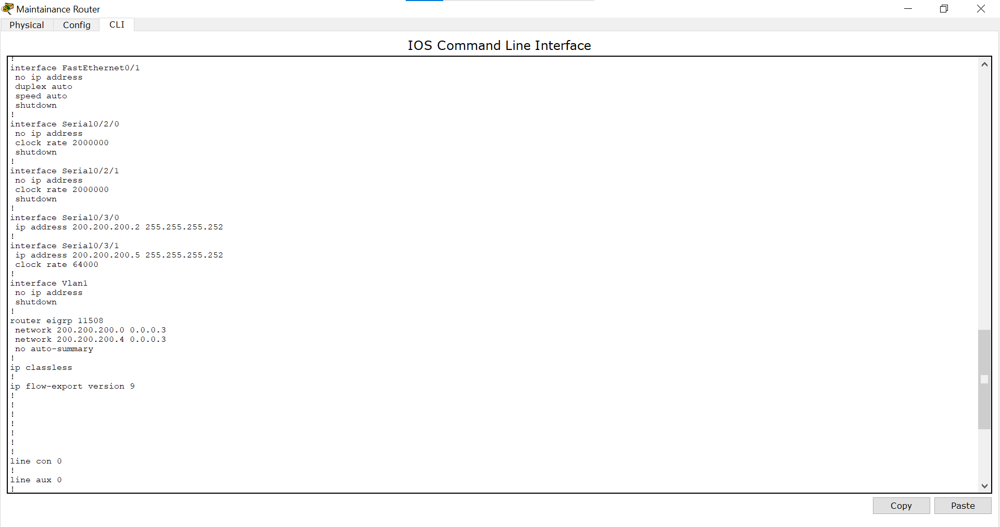 Maintainance Router
Physical Config CLI
IOS Command Line Interface
!
interface FastEthernet0/1
 no ip address
 duplex auto
 speed auto
 shutdown
!
interface Serial0/2/0
 no ip address
 clock rate 2000000
 shutdown
!
interface Serial0/2/1
 no ip address
 clock rate 2000000
 shutdown
!
interface Serial0/3/0
 ip address 200.200.200.2 255.255.255.252
!
interface Serial0/3/1
 ip address 200.200.200.5 255.255.255.252
 clock rate 64000
!
interface Vlan1
 no ip address
 shutdown
!
router eigrp 11508
 network 200.200.200.0 0.0.0.3
 network 200.200.200.4 0.0.0.3
 no auto-summary
!
ip classless
!
ip flow-export version 9
!
!
!
!
!
!
!
line con 0
!
line aux 0
!
Copy Paste